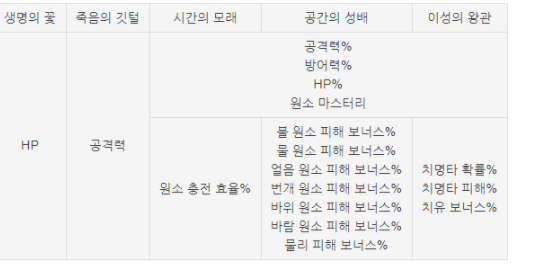 생명의 꽃 죽음의 깃털 시간의 모래 공간의 성배 이성의 왕관
공격력%
방어력%
HP%
원소 마스터리
HP 공격력
원소 충전 효율%
불 원소 피해 보너스%
물 원소 피해 보너스%
얼음 원소 피해 보너스%
번개 원소 피해 보너스%
바위 원소 피해 보너스%
바람 원소 피해 보너스%
물리 피해 보너스%
치명타 확률%
치명타 피해%
치유 보너스%